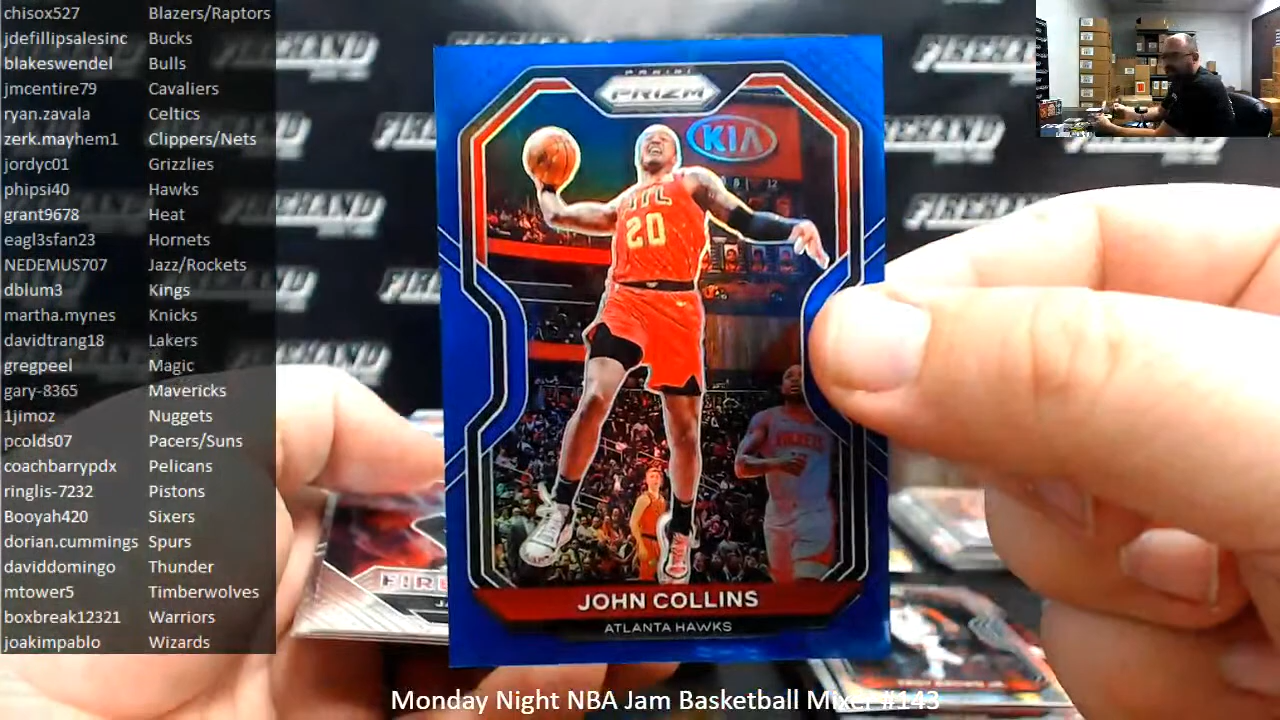 chisox527 Blazers/Raptors
jdefillipsalesinc Bucks
blakeswendel Bulls
jmcentire79 Cavaliers
ryan.zavala Celtics
zerk.mayhem1 Clippers/Nets
jordyc01 Grizzlies
phipsi40 Hawks
grant9678 Heat
eagl3sfan23 Hornets
NEDEMUS707 Jazz/Rockets
dblum3 Kings
martha.mynes Knicks
davidtrang18 Lakers
gregpeel Magic
gary-8365 Mavericks
1jimoz Nuggets
pcolds07 Pacers/Suns
coachbarrypdx Pelicans
ringlis-7232 Pistons
Booyah420 Sixers
dorian.cummings Spurs
daviddomingo Thunder
mtower5 Timberwolves
boxbreak12321 Warriors
joakimpablo Wizards
PANINI
PRIZM
KIA
ATL
20
ROCKETS
JOHN COLLINS
ATLANTA HAWKS
FIREHAND
Monday Night NBA Jam Basketball Mixer #143